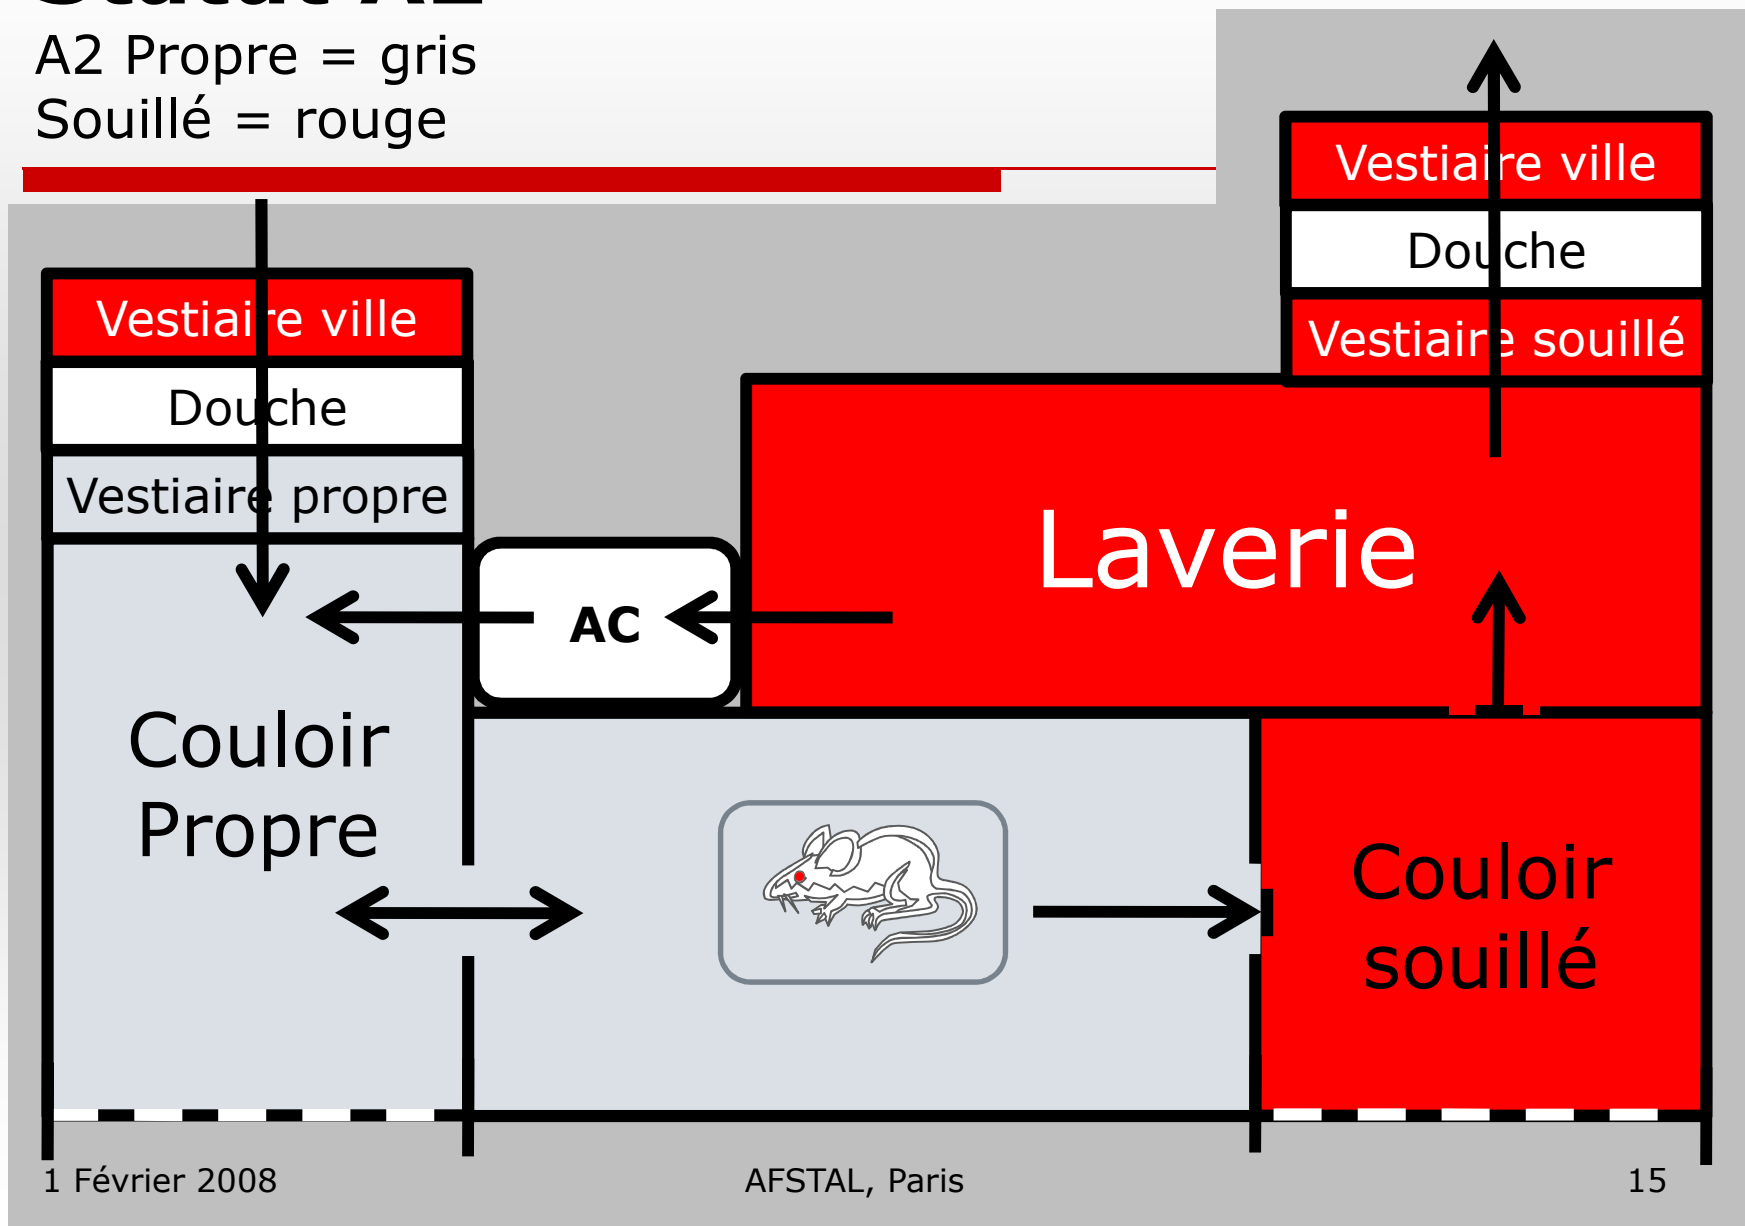 A2 Propre = gris
Souillé = rouge
Vestiaire ville
Douche
Vestiaire souillé
Vestiaire ville
Douche
Vestiaire propre
Laverie
AC
Couloir
Propre
Couloir
souillé
1 Février 2008
AFSTAL, Paris
15